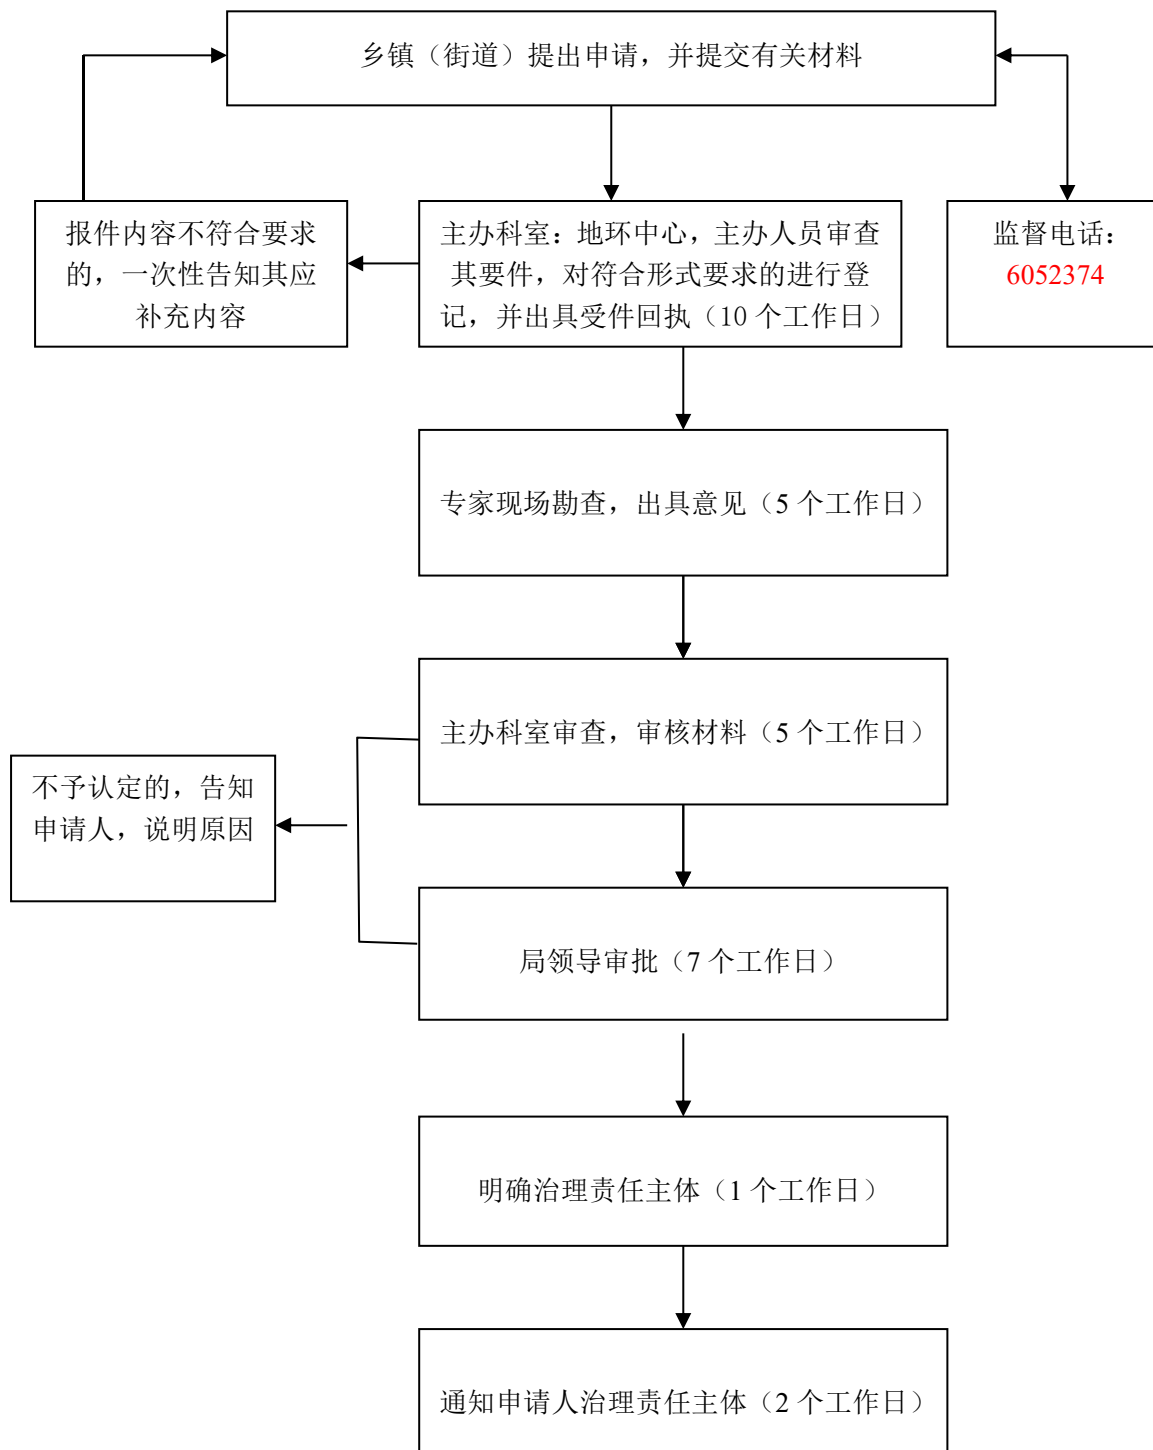 乡镇（街道）提出申请，并提交有关材料
报件内容不符合要求
的，一次性告知其应
补充内容
主办科室：地环中心，主办人员审查
其要件，对符合形式要求的进行登
记，并出具受件回执（10 个工作日）
监督电话：
6052374
专家现场勘查，出具意见（5 个工作日）
主办科室审查，审核材料（5 个工作日）
不予认定的，告知
申请人，说明原因
局领导审批（7 个工作日）
明确治理责任主体（1 个工作日）
通知申请人治理责任主体（2 个工作日）